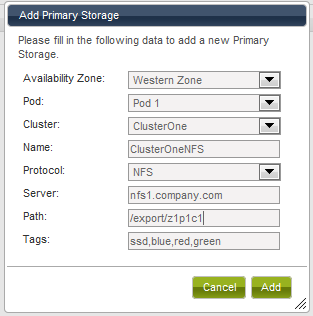 Add Primary Storage
Please fill in the following data to add a new Primary
Storage.
Availability Zone: Western Zone
Pod: Pod 1
Cluster: ClusterOne
Name: ClusterOneNFS
Protocol: NFS
Server: nfs1.company.com
Path: /export/z1p1c1
Tags: ssd,blue,red,green
Cancel Add